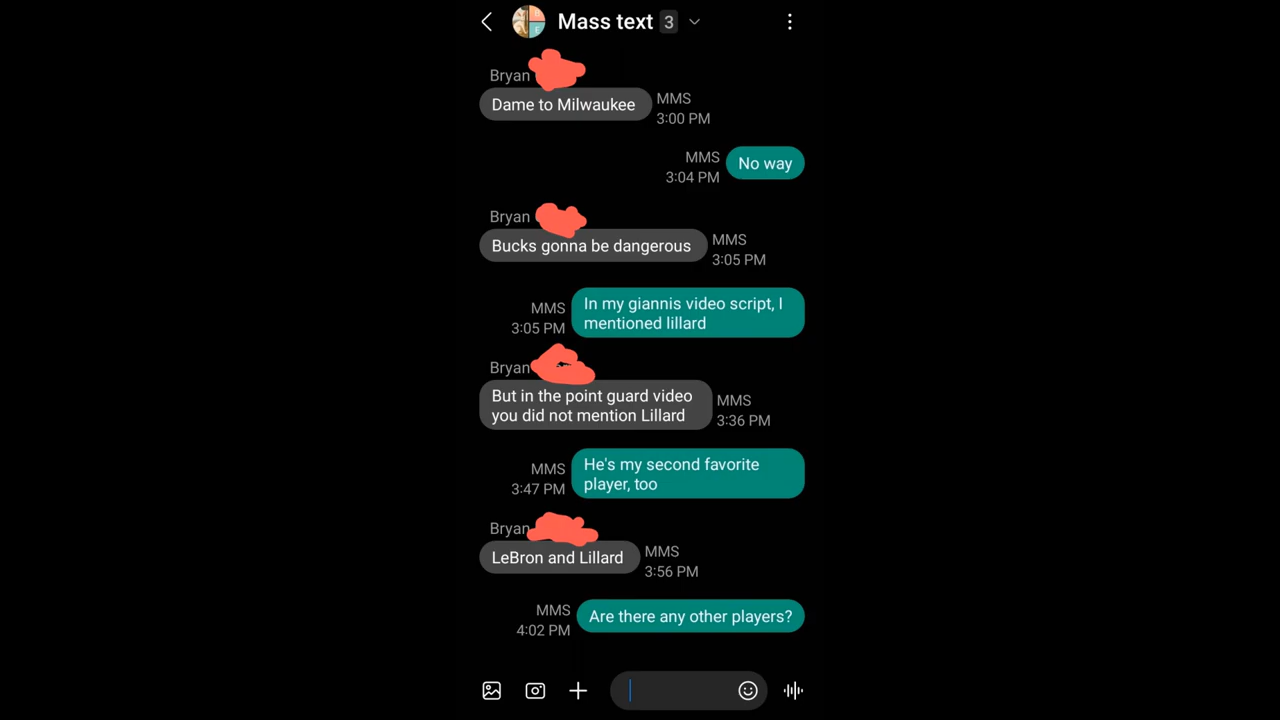 Mass text 3
Bryan
Dame to Milwaukee
MMS
3:00 PM
MMS
3:04 PM
No way
Bryan
Bucks gonna be dangerous
MMS
3:05 PM
MMS
3:05 PM
In my giannis video script, I
mentioned lillard
Bryan
But in the point guard video
you did not mention Lillard
MMS
3:36 PM
MMS
3:47 PM
He's my second favorite
player, too
Bryan
LeBron and Lillard
MMS
3:56 PM
MMS
4:02 PM
Are there any other players?